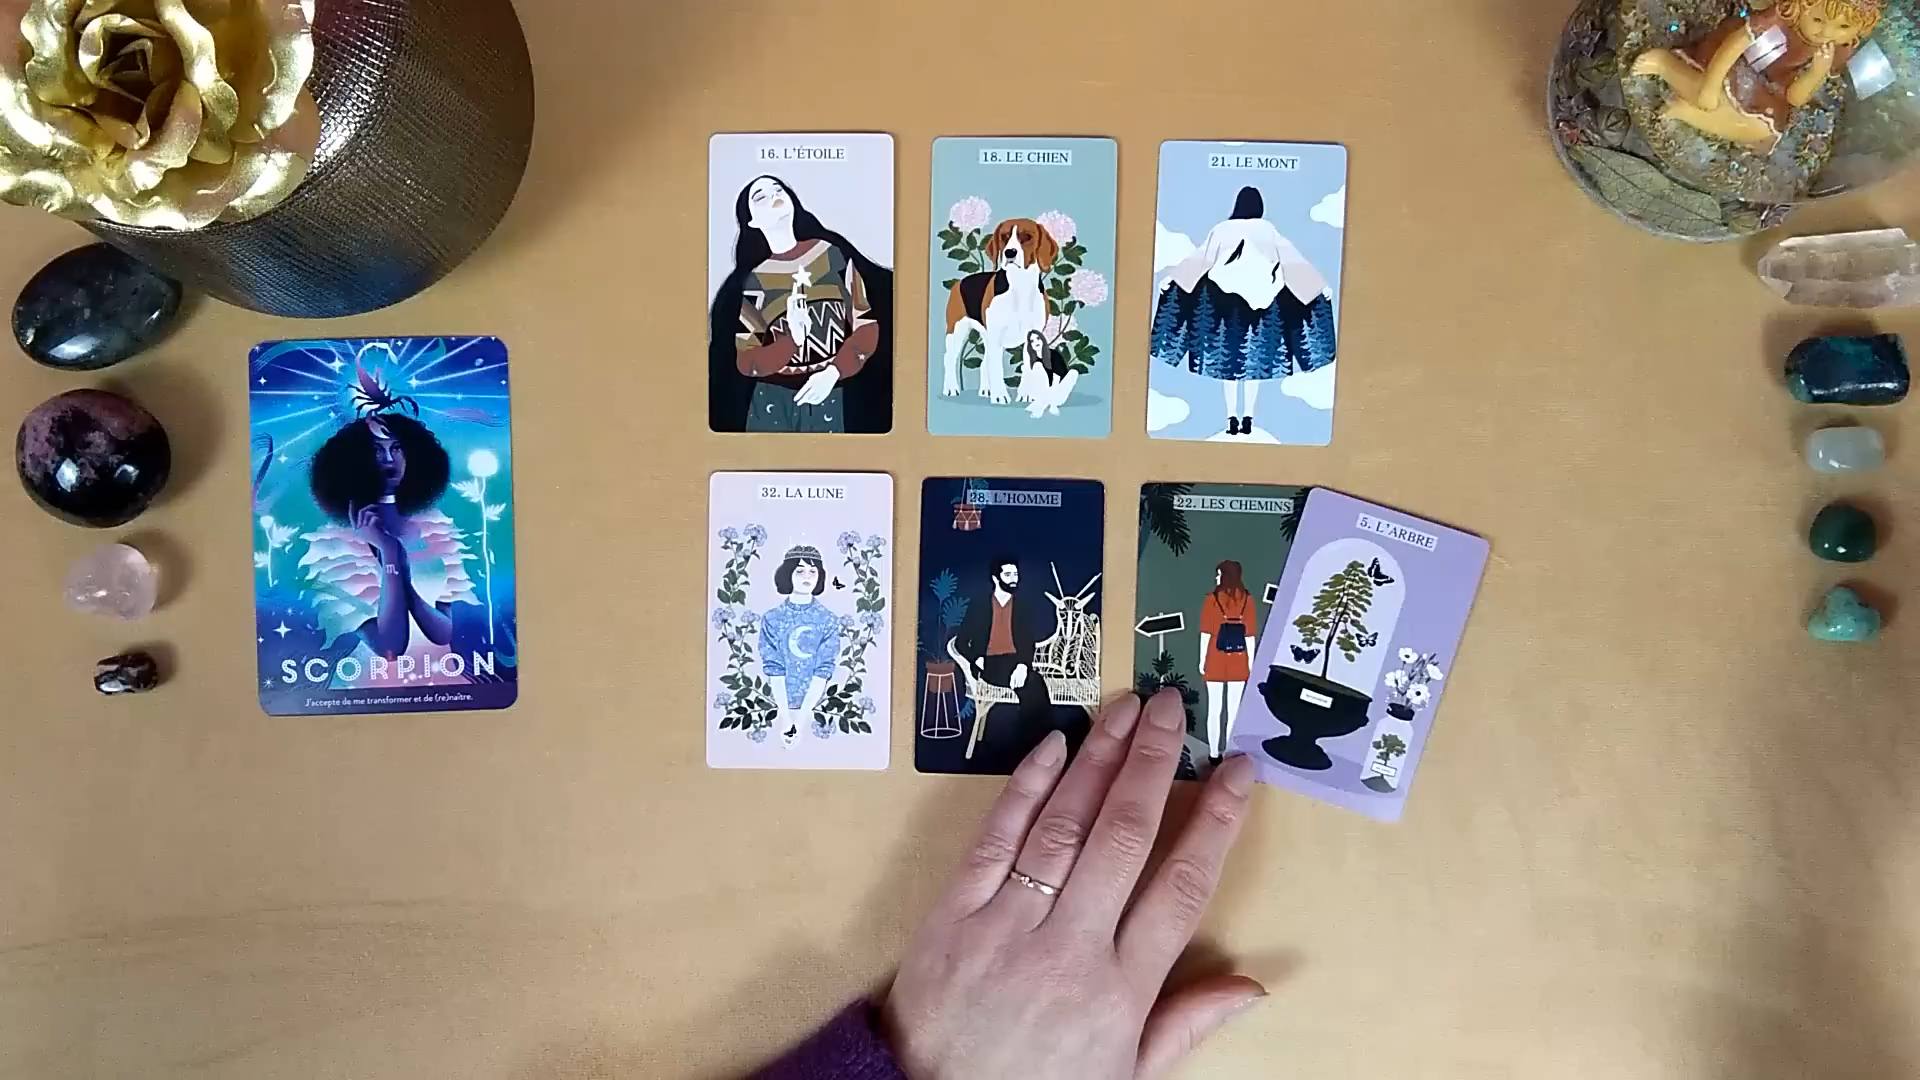 16. L'ÉTOILE
18. LE CHIEN
21. LE MONT
32. LA LUNE
28. L'HOMME
22. LES CHEMINS
5. L'ARBRE
SCORPION
J'accepte de me transformer et de (re)naître.